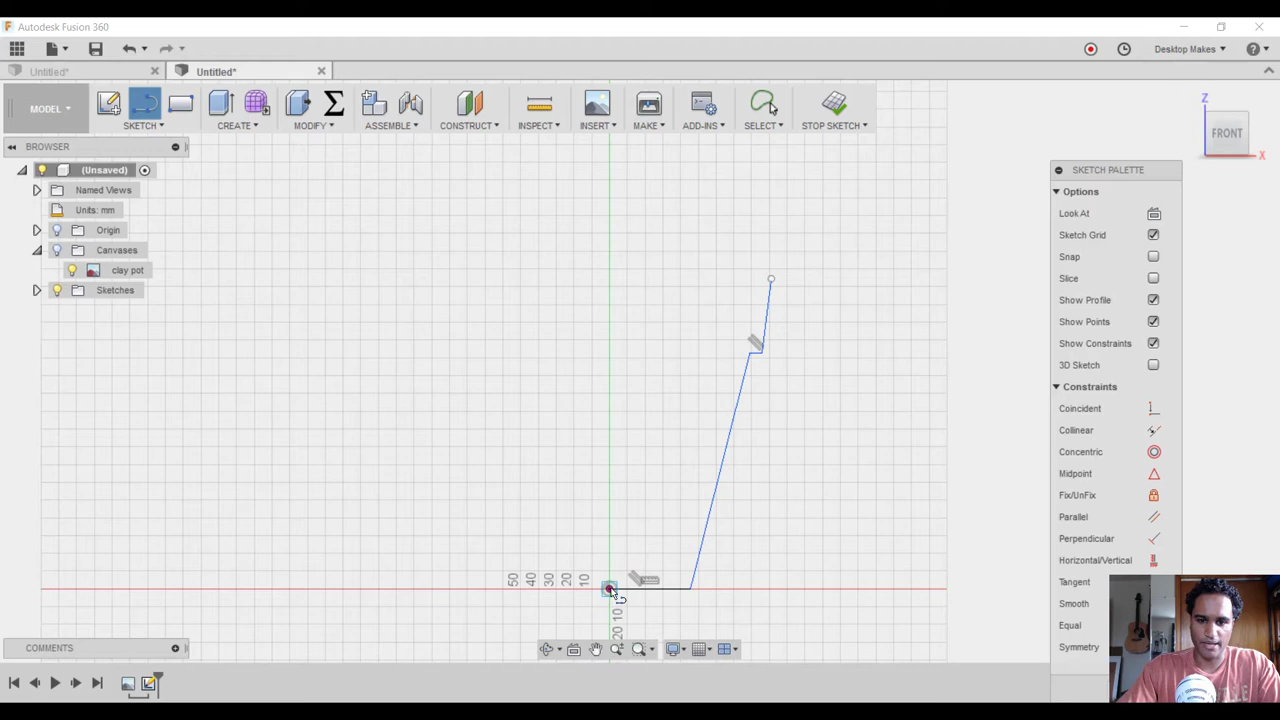 Autodesk Fusion 360
Desktop Makes
Untitled*
Untitled*
MODEL
SKETCH
CREATE
MODIFY
ASSEMBLE
CONSTRUCT
INSPECT
INSERT
MAKE
ADD-INS
SELECT
STOP SKETCH
BROWSER
(Unsaved)
Named Views
Units: mm
Origin
Canvases
clay pot
Sketches
Z
FRONT
X
SKETCH PALETTE
Options
Look At
Sketch Grid
Snap
Slice
Show Profile
Show Points
Show Constraints
3D Sketch
Constraints
Coincident
Collinear
Concentric
Midpoint
Fix/UnFix
Parallel
Perpendicular
Horizontal/Vertical
Tangent
Smooth
Equal
Symmetry
50 40 30 20 10
10
20
COMMENTS